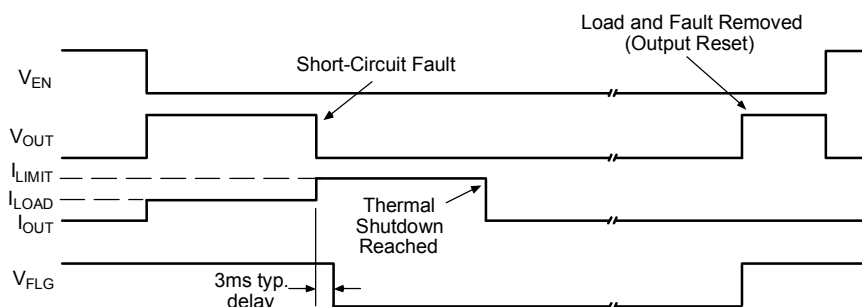 Load and Fault Removed
(Output Reset)
VEN
Short-Circuit Fault
VOUT
ILIMIT
ILOAD
IOUT
Thermal
Shutdown
Reached
VFLG
3ms typ.
delay